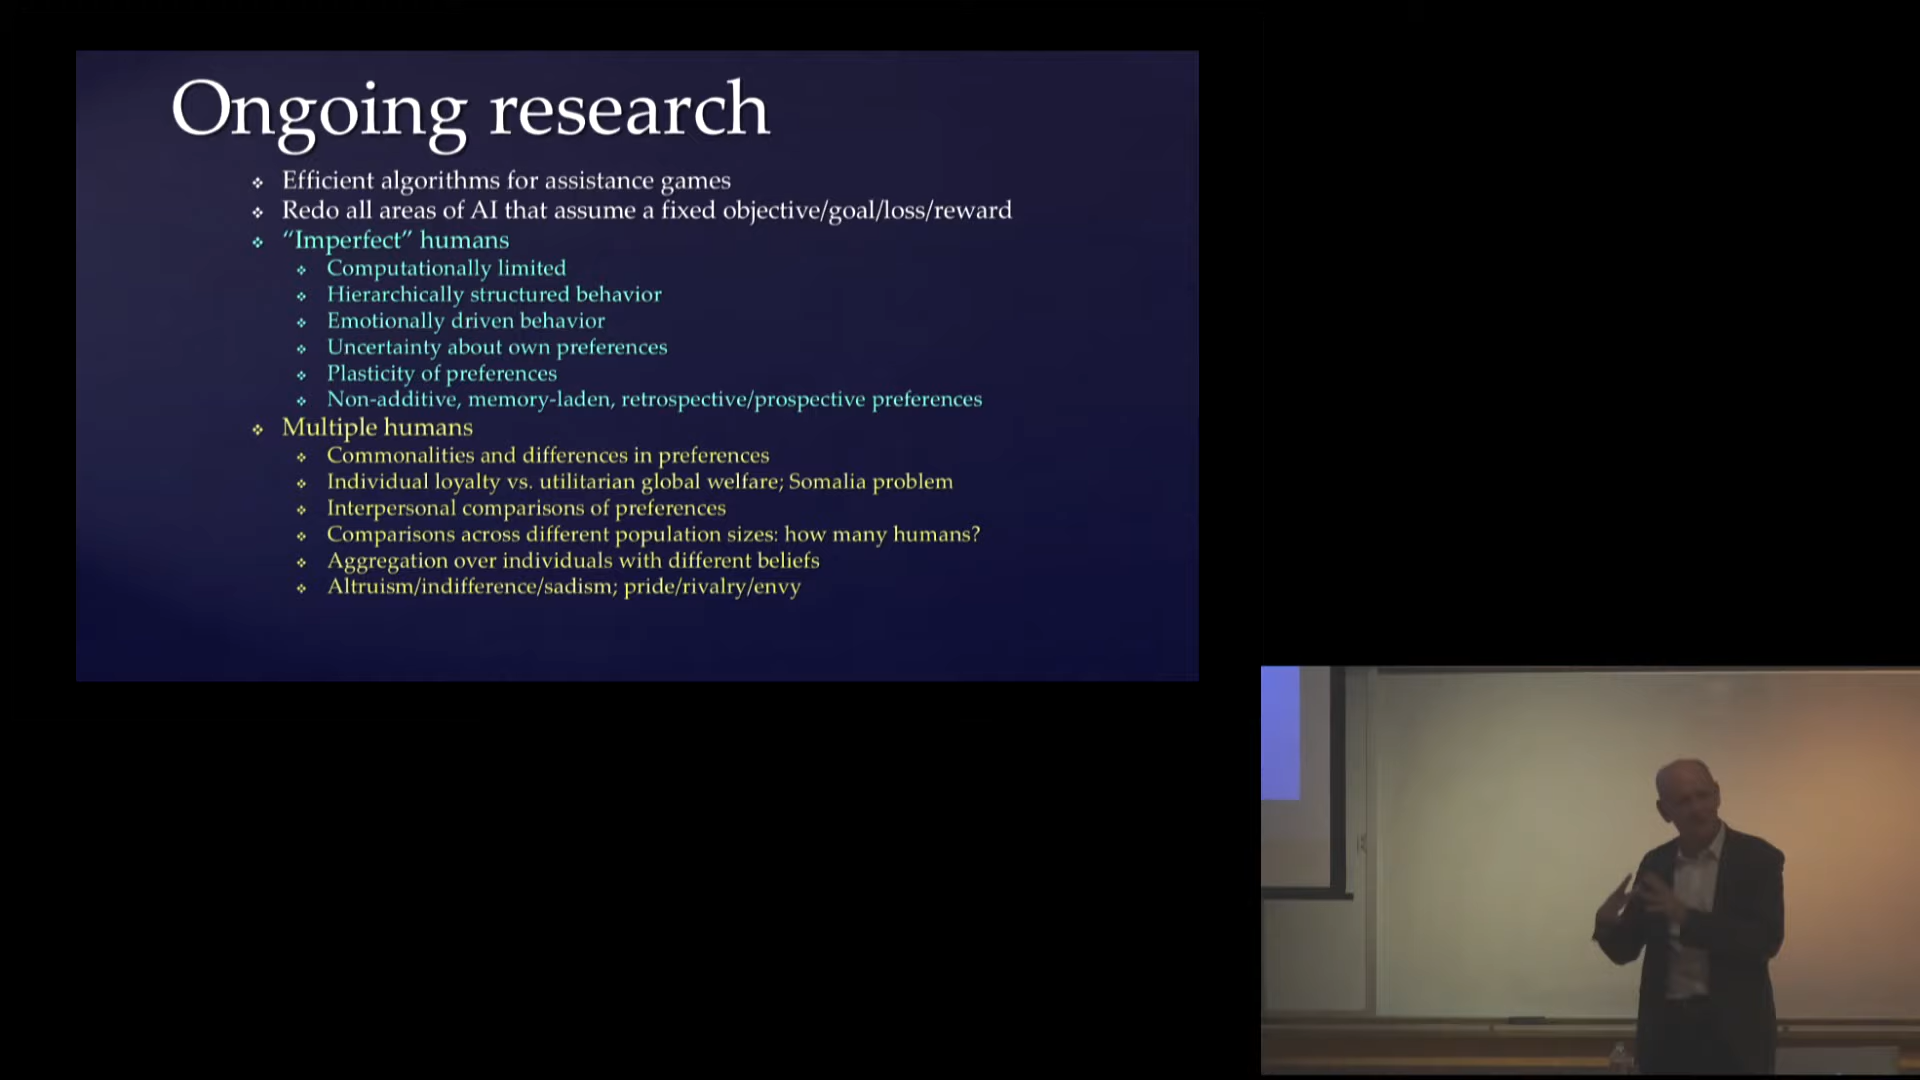 Ongoing research
Efficient algorithms for assistance games
Redo all areas of AI that assume a fixed objective/goal/loss/reward
“Imperfect” humans
Computationally limited
Hierarchically structured behavior
Emotionally driven behavior
Uncertainty about own preferences
Plasticity of preferences
Non-additive, memory-laden, retrospective/prospective preferences
Multiple humans
Commonalities and differences in preferences
Individual loyalty vs. utilitarian global welfare; Somalia problem
Interpersonal comparisons of preferences
Comparisons across different population sizes: how many humans?
Aggregation over individuals with different beliefs
Altruism/indifference/sadism; pride/rivalry/envy